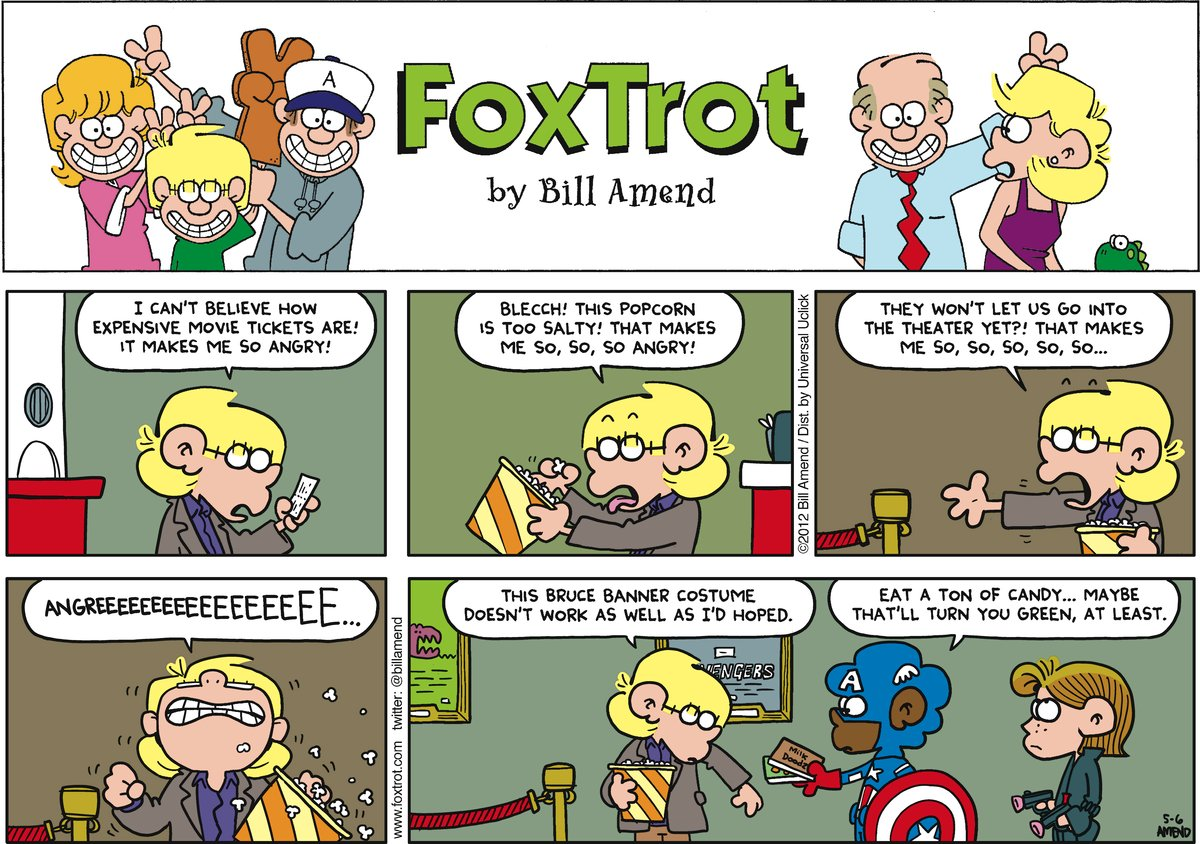 A
FoxTrot
by Bill Amend
I CAN'T BELIEVE HOW
EXPENSIVE MOVIE TICKETS ARE!
IT MAKES ME SO ANGRY!
BLECCH! THIS POPCORN
IS TOO SALTY! THAT MAKES
ME SO, SO, SO ANGRY!
©2012 Bill Amend / Dist. by Universal Uclick
THEY WON'T LET US GO INTO
THE THEATER YET?! THAT MAKES
ME SO, SO, SO, SO, SO...
ANGREEEEEEEEEEEEEEEEEE...
www.foxtrot.com twitter: @billamend
THIS BRUCE BANNER COSTUME
DOESN'T WORK AS WELL AS I'D HOPED.
EAT A TON OF CANDY... MAYBE
THAT'LL TURN YOU GREEN, AT LEAST.
VENGERS
A
Milk
Doodz
5-6
AMEND